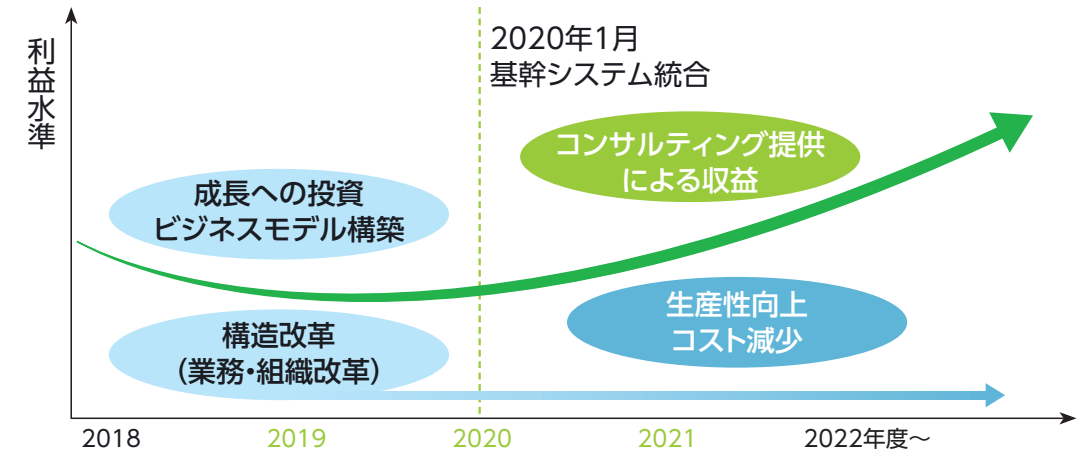 利益水準
2020年1月
基幹システム統合
コンサルティング提供
による収益
成長への投資
ビジネスモデル構築
生産性向上
コスト減少
構造改革
(業務・組織改革)
2018
2019
2020
2021
2022年度〜